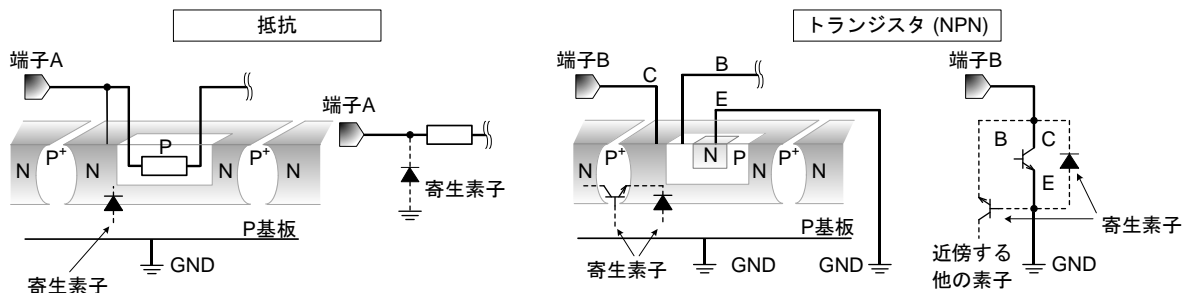 抵抗
トランジスタ (NPN)
端子A
端子B
C
B
E
端子B
端子A
N
P+
N
P
P+
N
N
P+
N
N
P
P+
N
B
C
E
寄生素子
P基板
P基板
寄生素子
GND
寄生素子
GND
GND
近傍する
他の素子
GND
寄生素子